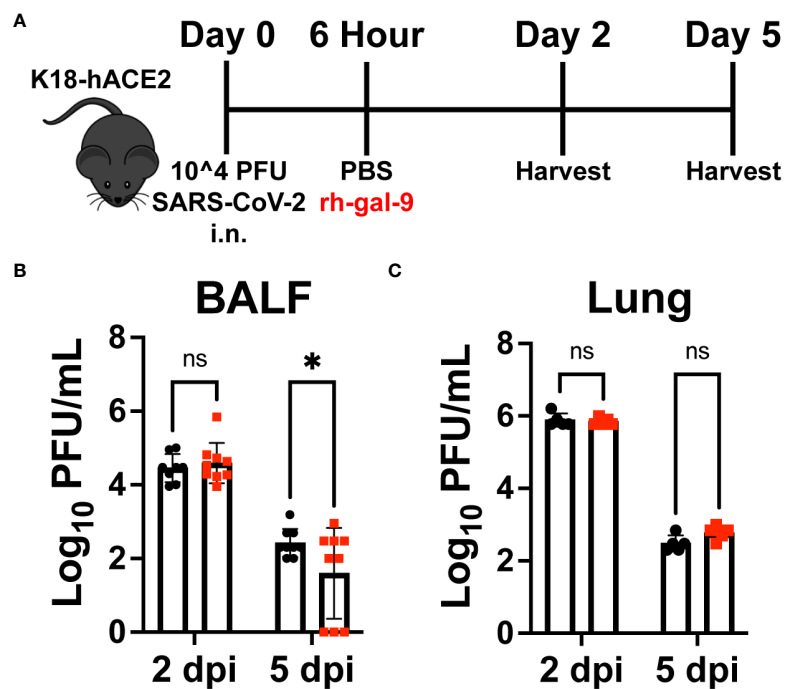 A
Day 0 6 Hour Day 2 Day 5
K18-hACE2
10^4 PFU PBS Harvest Harvest
SARS-CoV-2 rh-gal-9
i.n.
B
BALF
Log10 PFU/mL
8
6
4
2
0
ns
*
2 dpi 5 dpi
C
Lung
Log10 PFU/mL
8
6
4
2
0
ns
ns
2 dpi 5 dpi